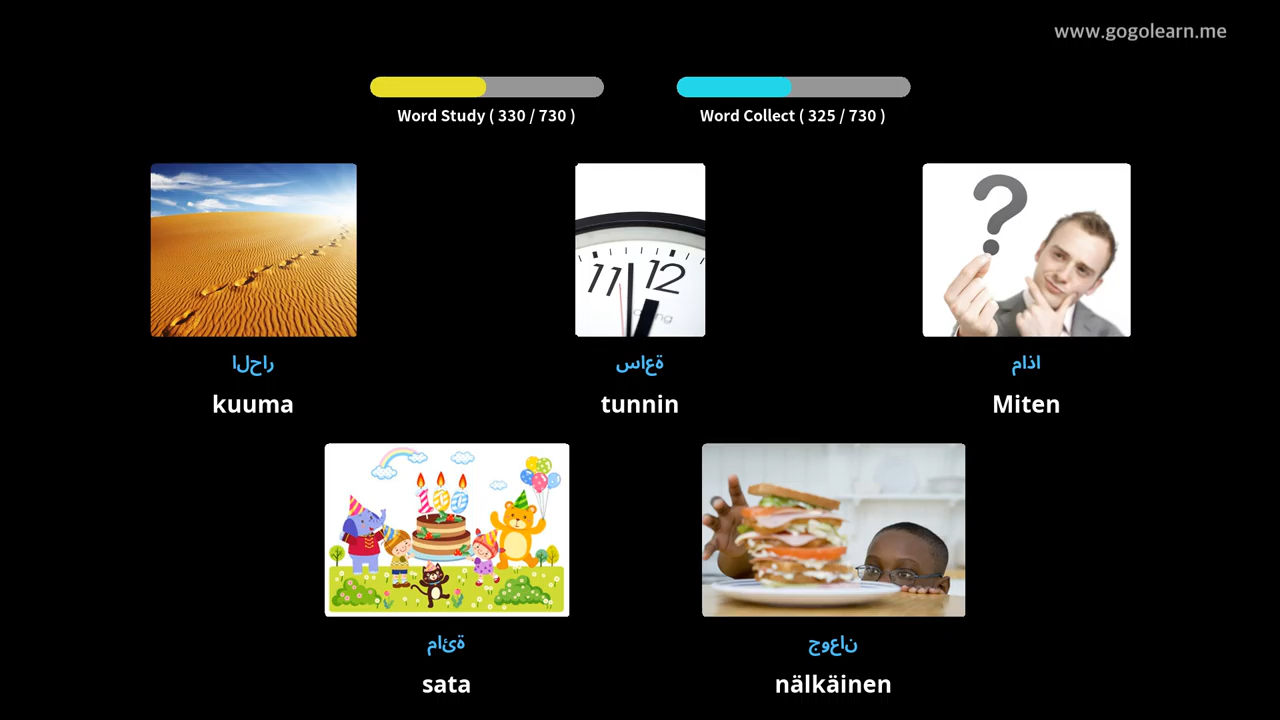 www.gogolearn.me
Word Study ( 330 / 730 )
Word Collect ( 325 / 730 )
11 12
الحار
ساعة
ماذا
kuuma
tunnin
Miten
100
مائة
جوعان
sata
nälkäinen